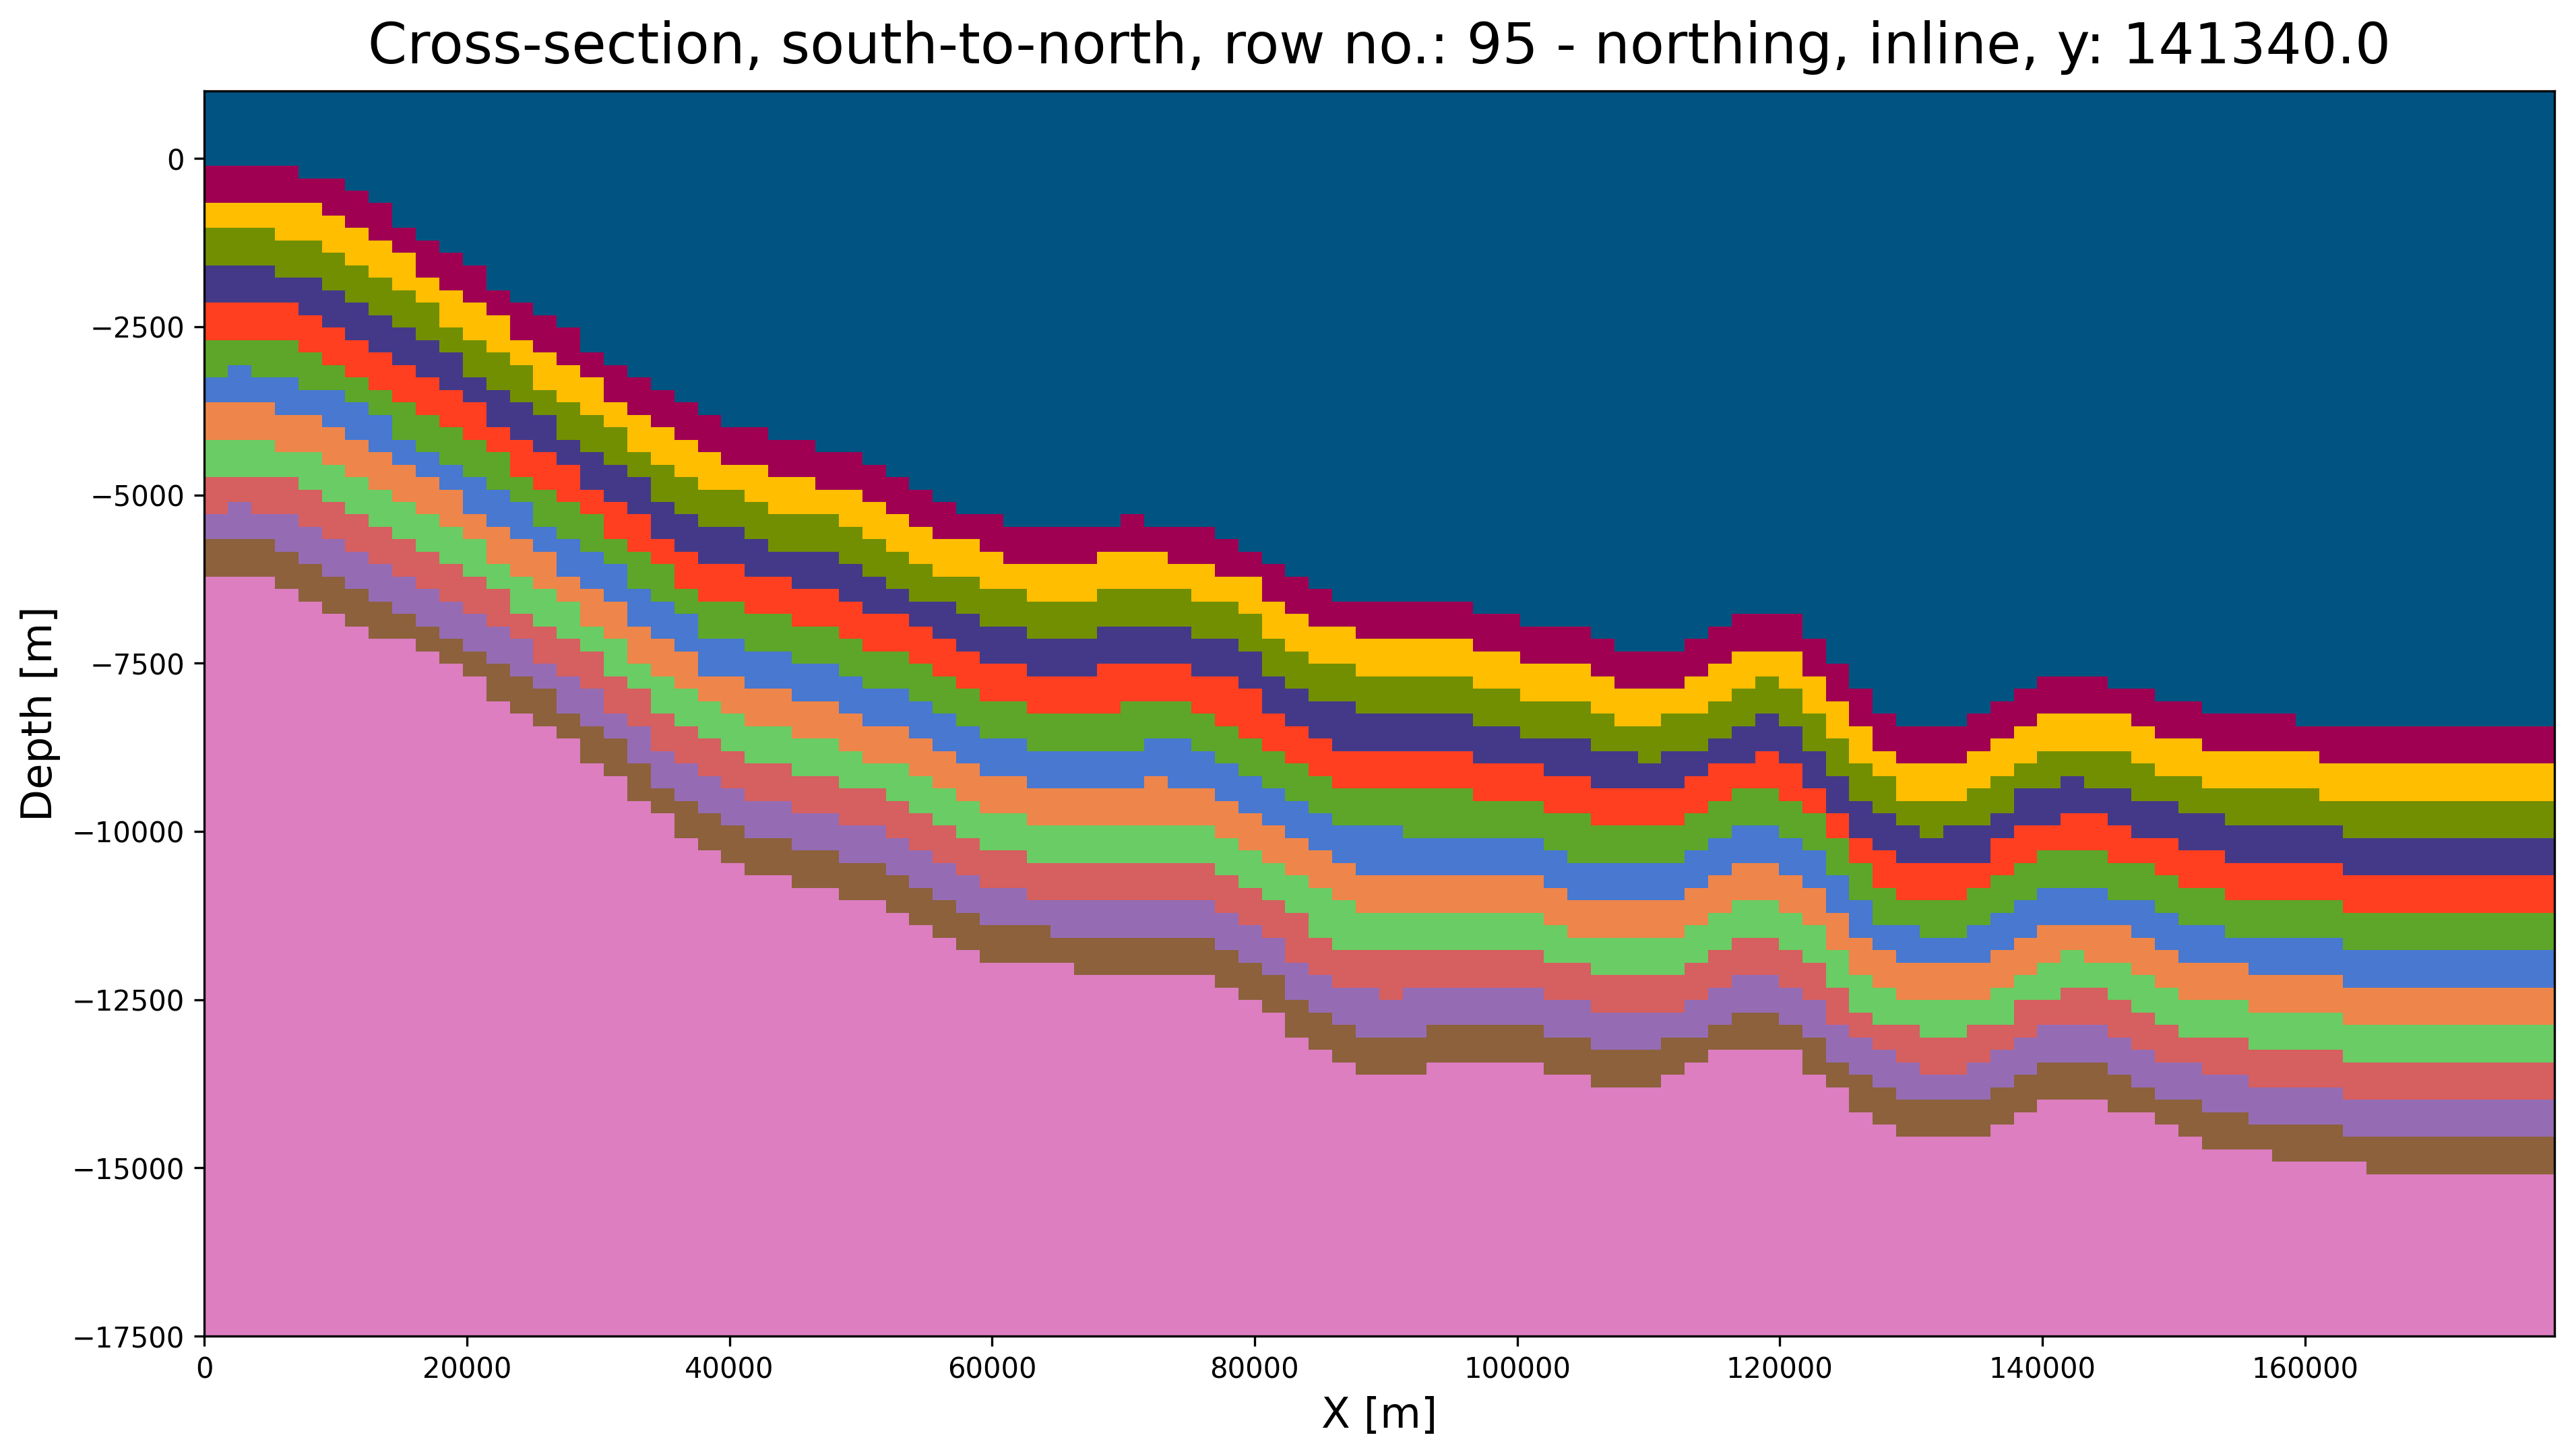 Cross-section, south-to-north, row no.: 95 - northing, inline, y: 141340.0
Depth [m]
0
−2500
−5000
−7500
−10000
−12500
−15000
−17500
0 20000 40000 60000 80000 100000 120000 140000 160000
X [m]